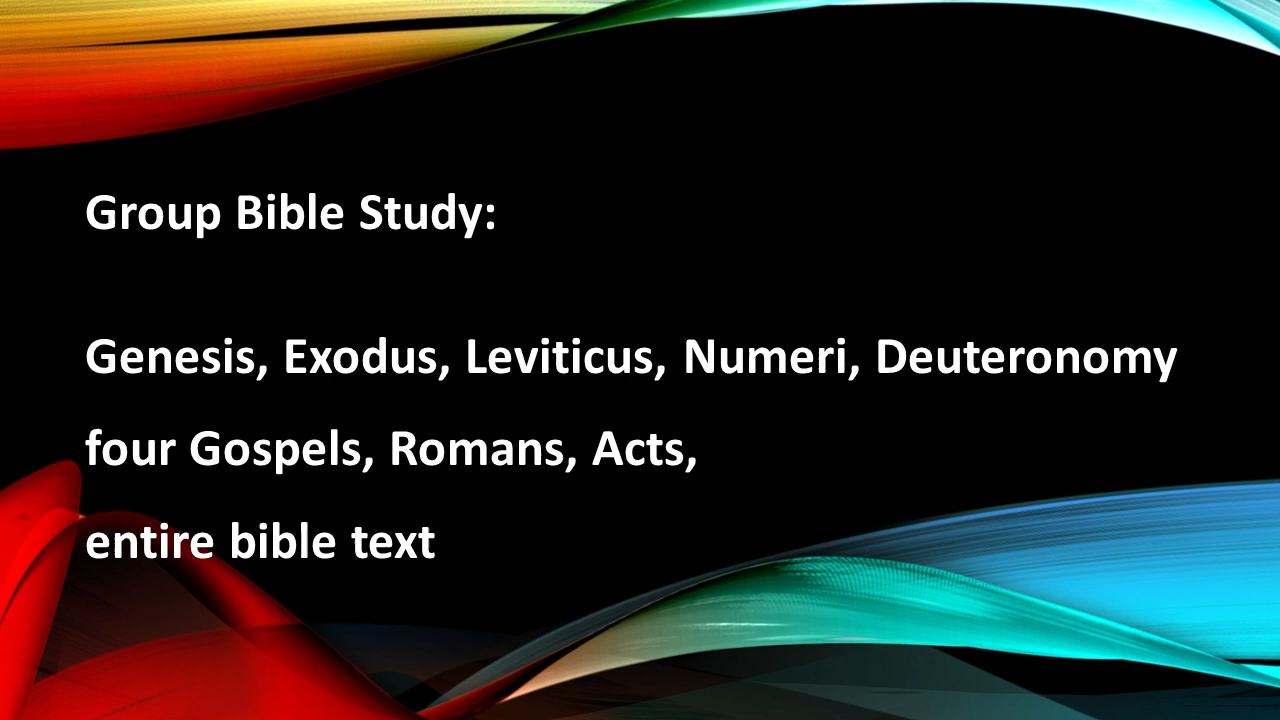 Group Bible Study:
Genesis, Exodus, Leviticus, Numeri, Deuteronomy
four Gospels, Romans, Acts,
entire bible text